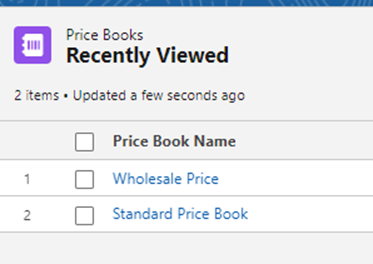 Price Books
Recently Viewed
2 items • Updated a few seconds ago
Price Book Name
1 Wholesale Price
2 Standard Price Book